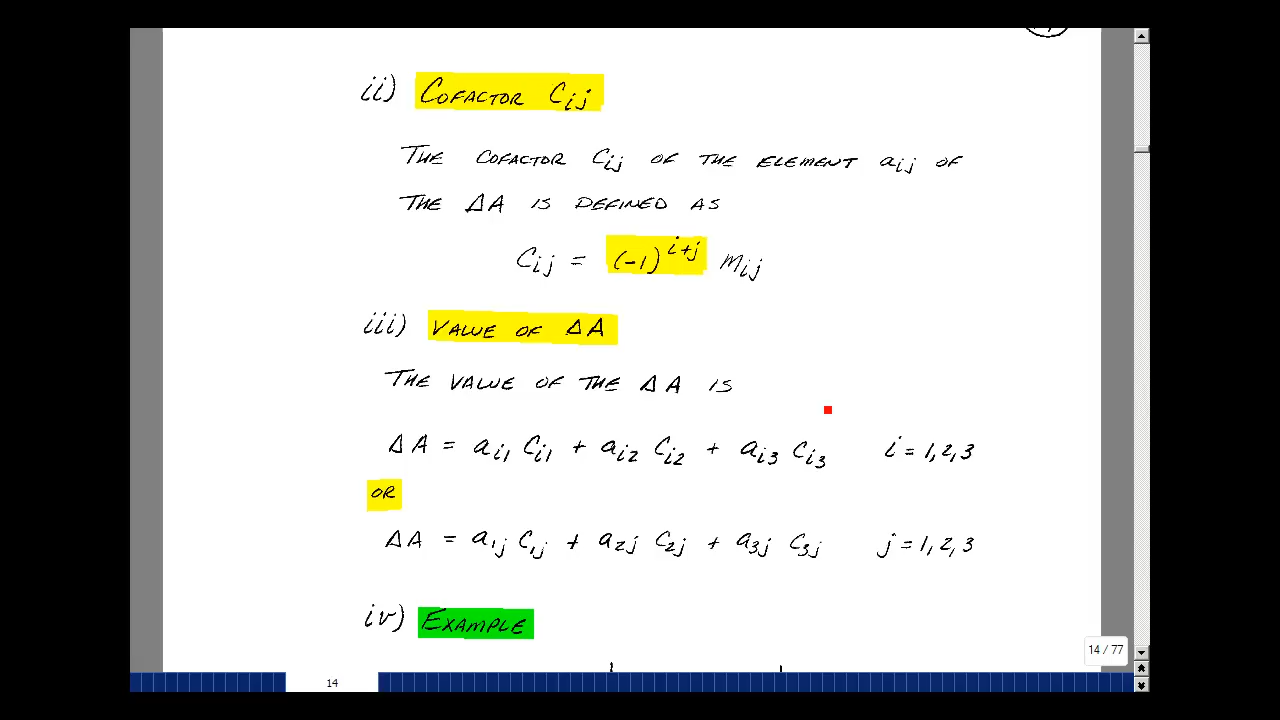 ii) COFACTOR Cij
THE COFACTOR Cij OF THE ELEMENT aij OF
THE ΔA IS DEFINED AS
Cij = (-1)^i+j mij
iii) VALUE OF ΔA
THE VALUE OF THE ΔA IS
ΔA = ai1 Ci1 + ai2 Ci2 + ai3 Ci3 i = 1,2,3
OR
ΔA = a1j C1j + a2j C2j + a3j C3j j = 1,2,3
iv) EXAMPLE
14 / 77
14